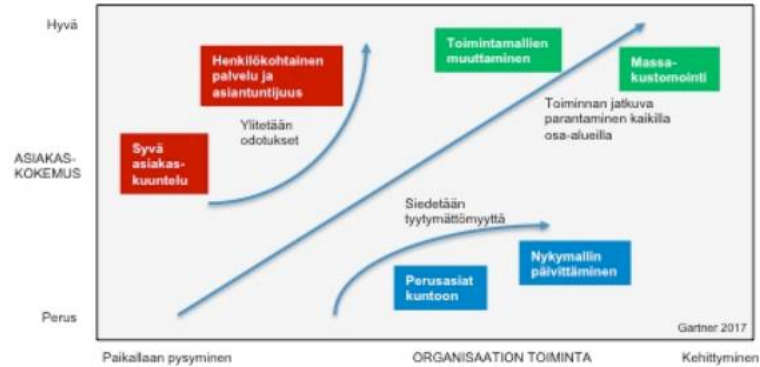 Hyvä
Henkilökohtainen
palvelu ja
asiantuntijuus
Toimintamallien
muuttaminen
Massa-
kustomointi
Ylitetään
odotukset
Toiminnan jatkuva
parantaminen kaikilla
osa-alueilla
Syvä
asiakas-
kuuntelu
ASIAKAS-
KOKEMUS
Siedetään
tyytymättömyyttä
Perusasiat
kuntoon
Nykymallin
päivittäminen
Perus
Gartner 2017
Paikallaan pysyminen
ORGANISAATION TOIMINTA
Kehittyminen